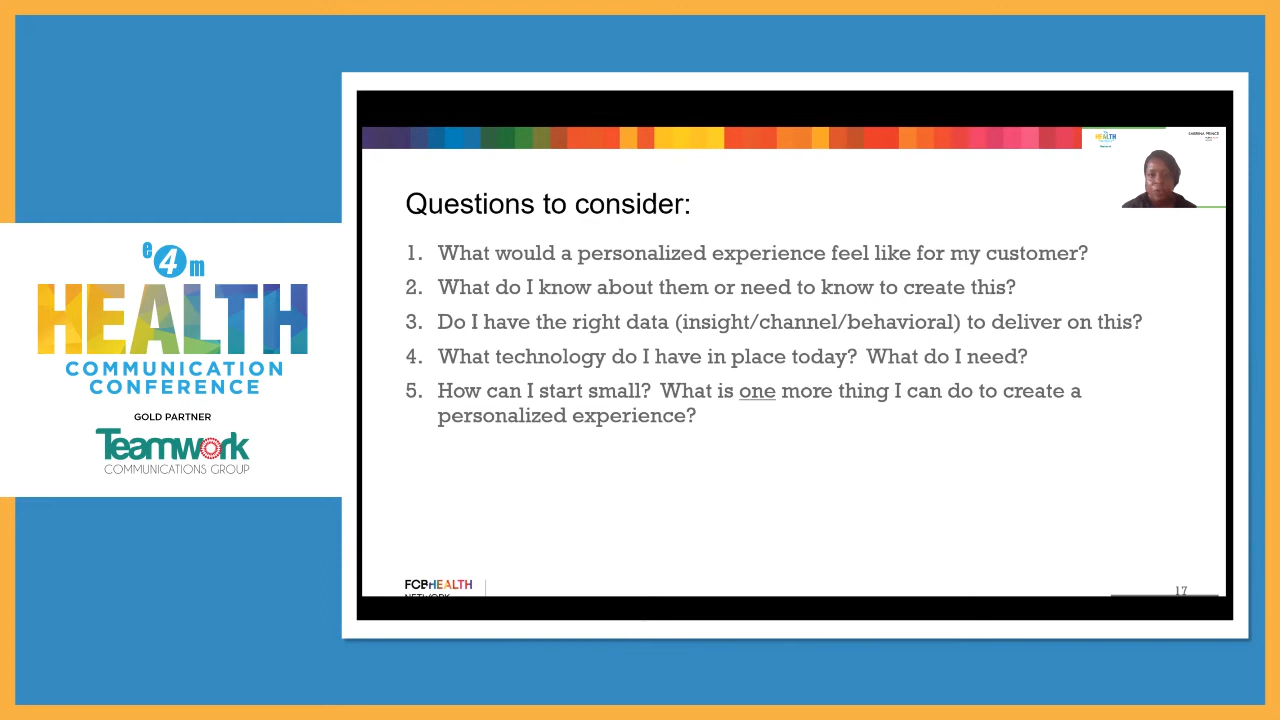 e4m
HEALTH
COMMUNICATION
CONFERENCE
GOLD PARTNER
Teamwork
COMMUNICATIONS GROUP
HEALTH
SABRINA PRINCE
Questions to consider:
1. What would a personalized experience feel like for my customer?
2. What do I know about them or need to know to create this?
3. Do I have the right data (insight/channel/behavioral) to deliver on this?
4. What technology do I have in place today? What do I need?
5. How can I start small? What is one more thing I can do to create a
personalized experience?
FCBHEALTH
NETWORK
17